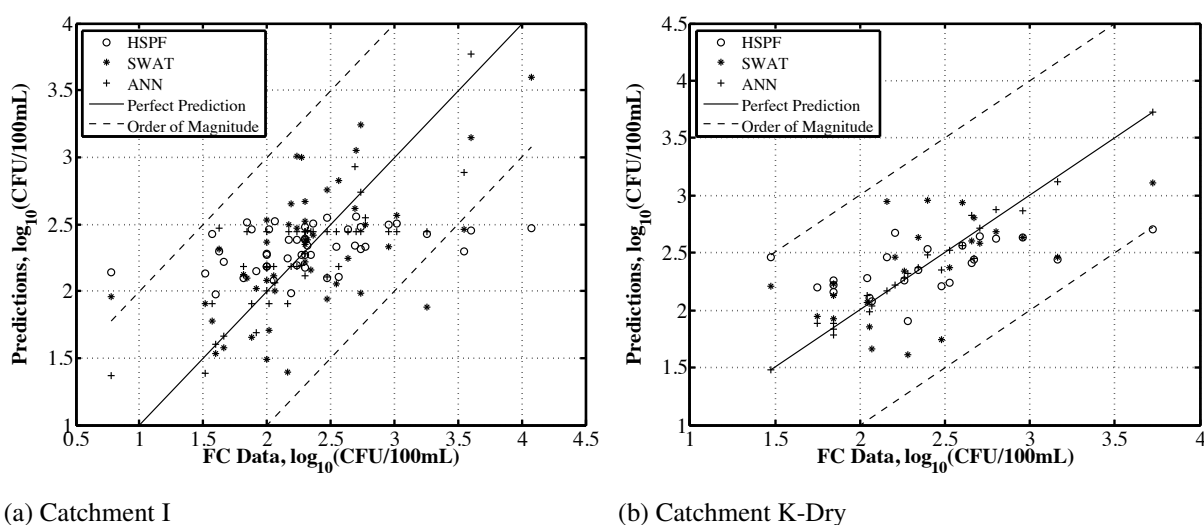 4
3.5
3
2.5
2
1.5
1
0.5 1 1.5 2 2.5 3 3.5 4 4.5
Predictions, log10(CFU/100mL)
FC Data, log10(CFU/100mL)
HSPF
SWAT
ANN
Perfect Prediction
Order of Magnitude
(a) Catchment I
4.5
4
3.5
3
2.5
2
1.5
1
1 1.5 2 2.5 3 3.5 4
Predictions, log10(CFU/100mL)
FC Data, log10(CFU/100mL)
HSPF
SWAT
ANN
Perfect Prediction
Order of Magnitude
(b) Catchment K-Dry